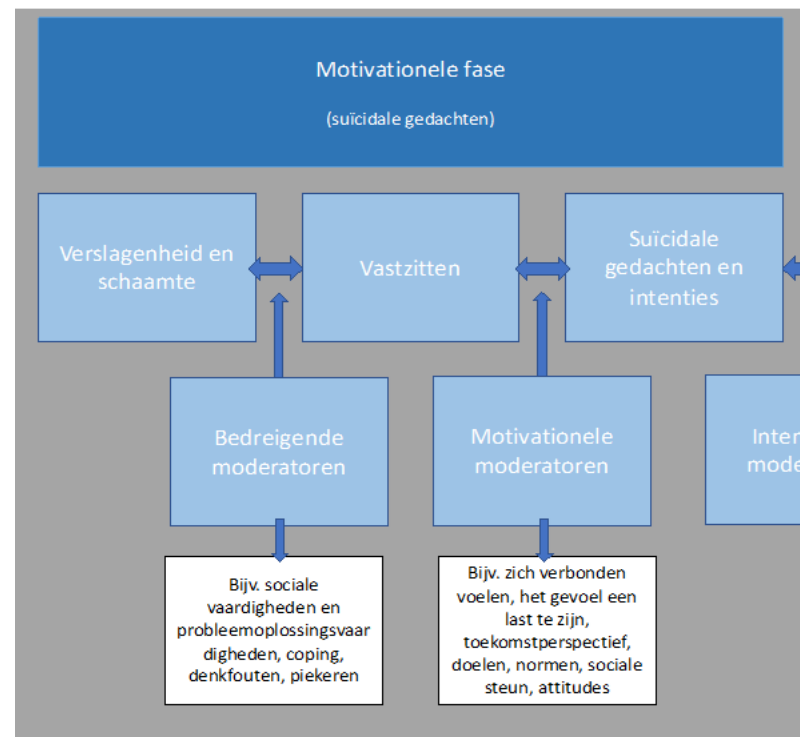 Motivationele fase
(suïcidale gedachten)
Verslagenheid en
schaamte
Vastzitten
Suïcidale
gedachten en
intenties
Bedreigende
moderatoren
Motivationele
moderatoren
Bijv. sociale
vaardigheden en
probleemoplossingsvaar
digheden, coping,
denkfouten, piekeren
Bijv. zich verbonden
voelen, het gevoel een
last te zijn,
toekomstperspectief,
doelen, normen, sociale
steun, attitudes